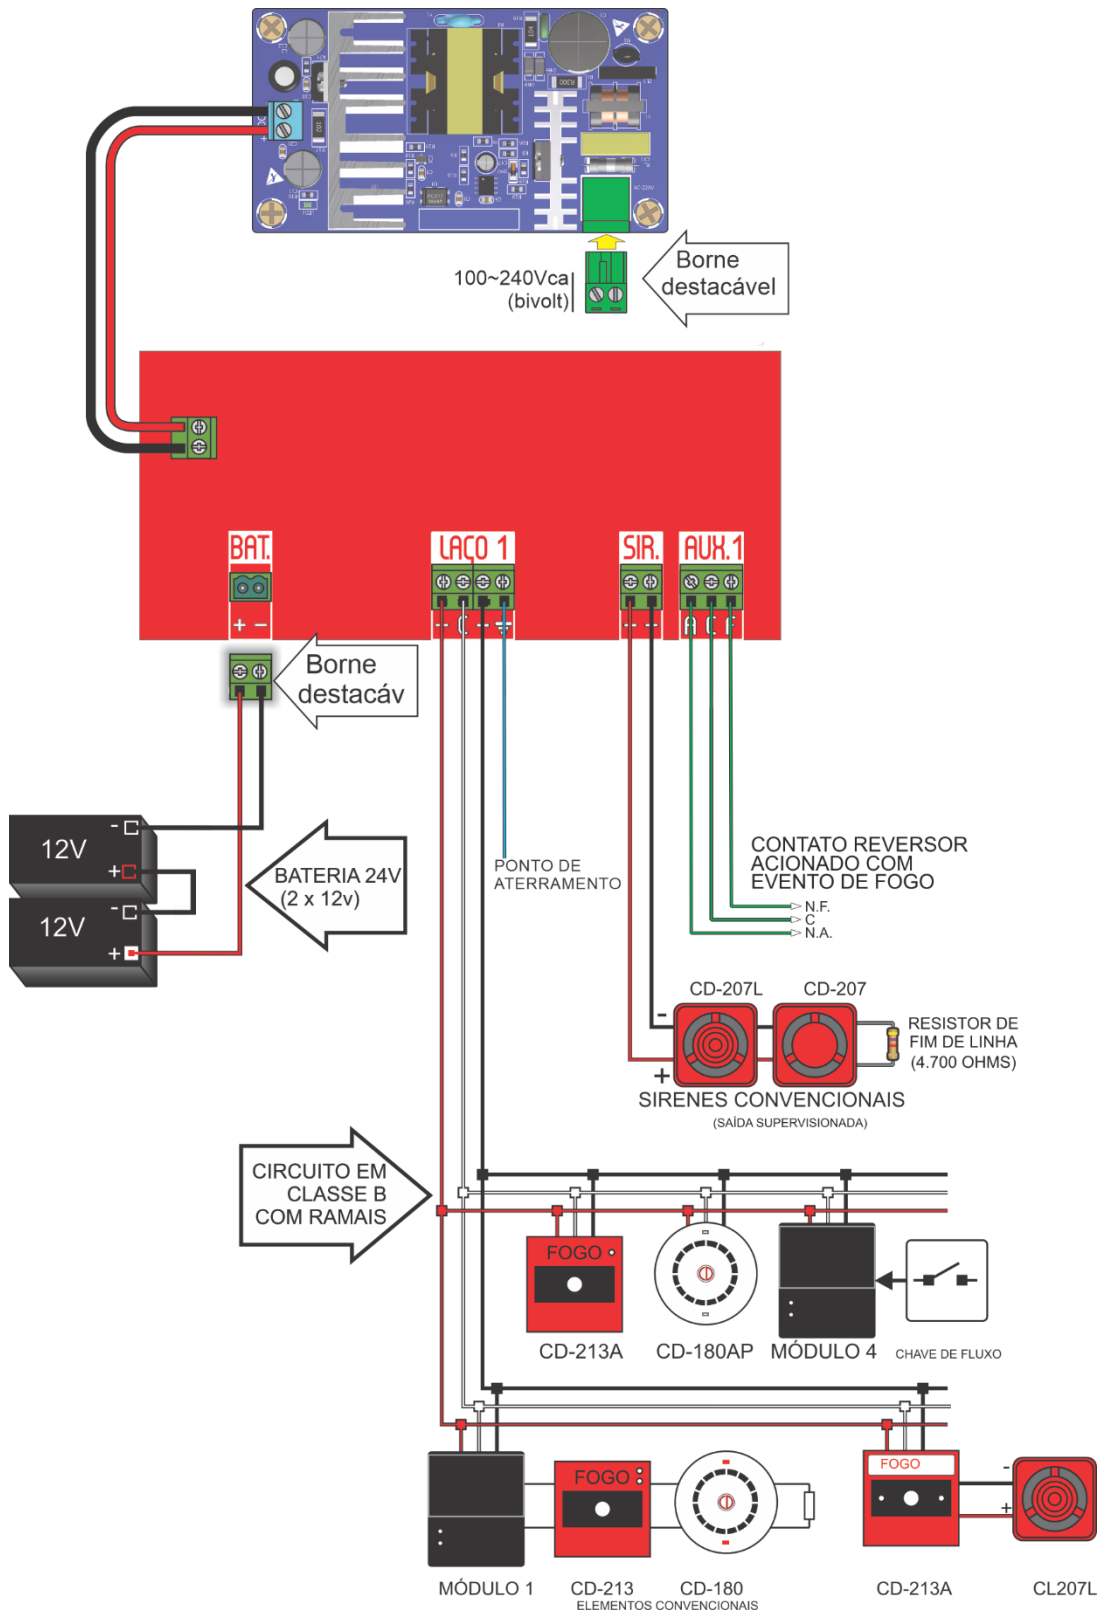 AC-220V
100~240Vca
(bivolt)
Borne
destacável
BAT.
LAÇO 1
SIR.
AUX.1
+ −
A C F
Borne
destacáv
12V
- 
+
12V
-
+
BATERIA 24V
(2 x 12v)
PONTO DE
ATERRAMENTO
CONTATO REVERSOR
ACIONADO COM
EVENTO DE FOGO
N.F.
C
N.A.
CD-207L
CD-207
-
+
RESISTOR DE
FIM DE LINHA
(4.700 OHMS)
SIRENES CONVENCIONAIS
(SAÍDA SUPERVISIONADA)
CIRCUITO EM
CLASSE B
COM RAMAIS
FOGO
CD-213A
CD-180AP
MÓDULO 4
CHAVE DE FLUXO
FOGO
FOGO
-
+
MÓDULO 1
CD-213
CD-180
ELEMENTOS CONVENCIONAIS
CD-213A
CL207L